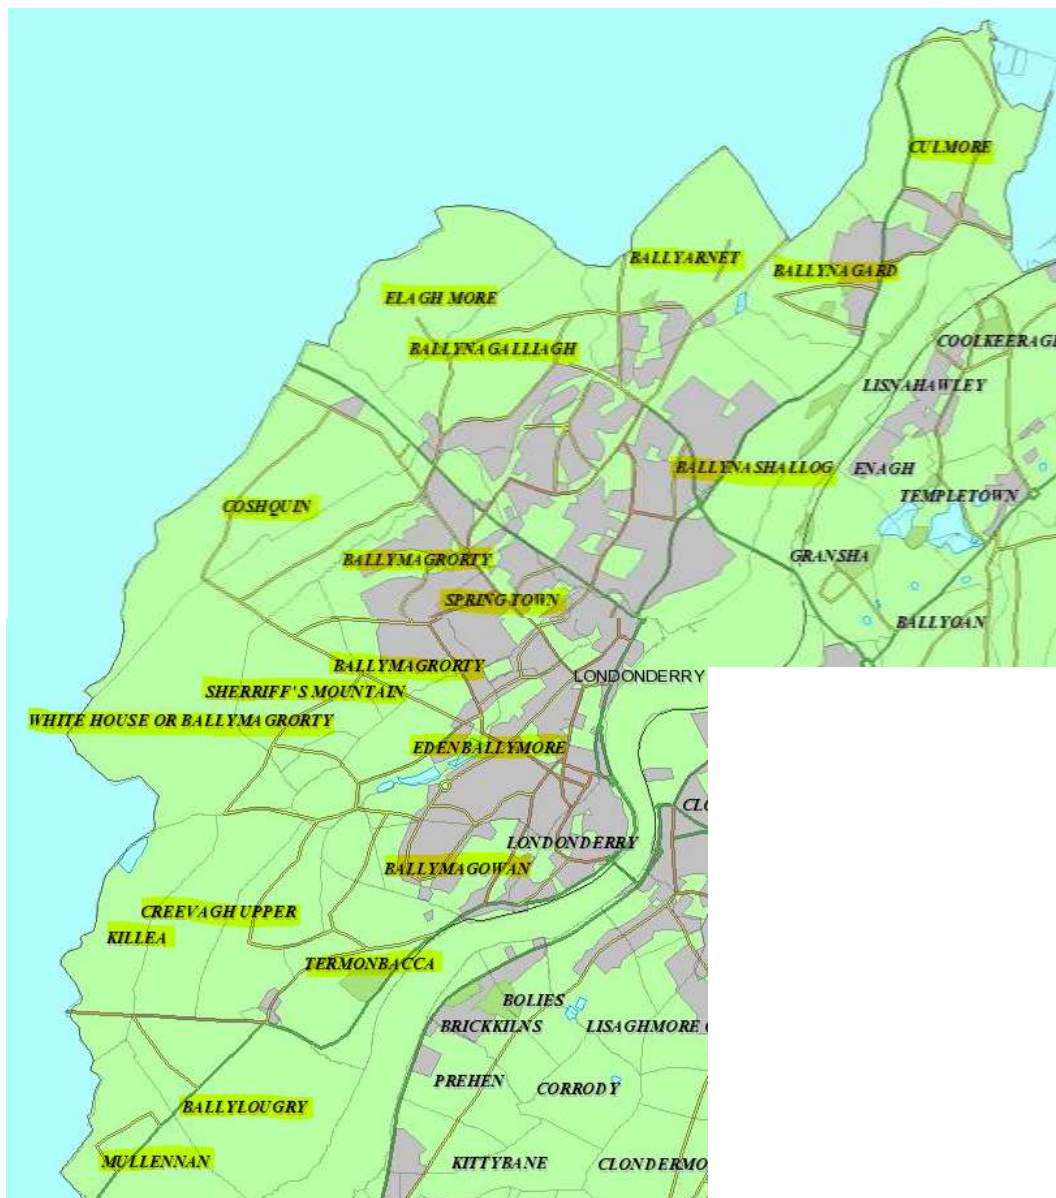 CULMORE
BALLYARNET
BALLYNAGARD
ELAGH MORE
COOLKEERAGH
BALLYNAGALLIAGH
LISNAHAWLEY
BALLYNASHALLOG
ENAGH
TEMPLETOWN
COSHQUIN
GRANSHA
BALLYMAGRORTY
SPRINGTOWN
BALLYOAN
BALLYMAGRORTY
LONDONDERRY
SHERRIFF'S MOUNTAIN
WHITE HOUSE OR BALLYMAGRORTY
EDENBALLYMORE
CLO
LONDONDERRY
BALLYMAGOWAN
CREEVAGH UPPER
KILLEA
TERMONBACCA
BOLIES
BRICKKILNS
LISAGHMORE
PREHEN
CORRODY
BALLYLOUGRY
MULLENNAN
KITTYBANE
CLONDERMO